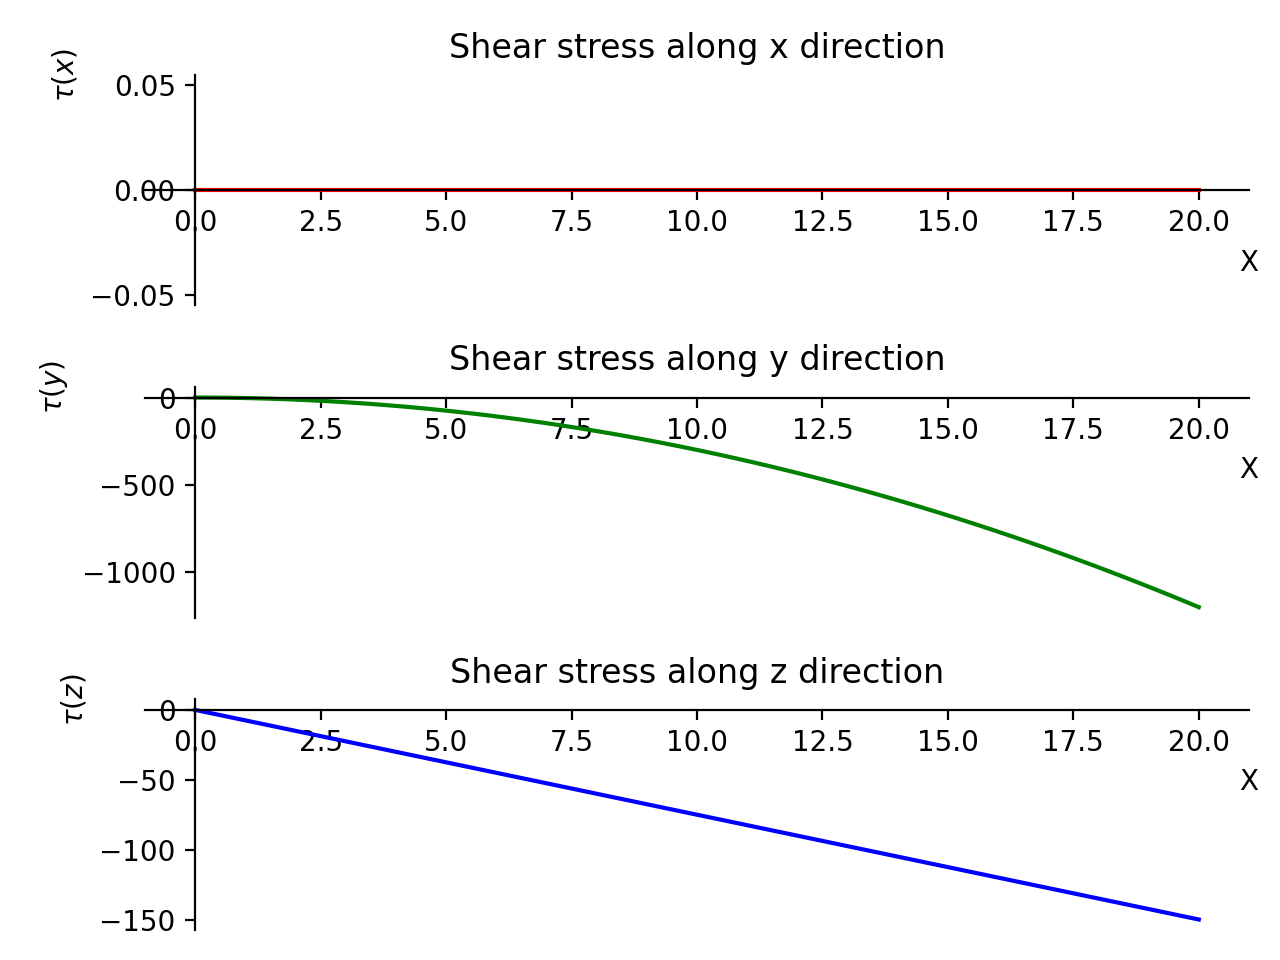 Shear stress along x direction
τ(x)
0.05
0.00
−0.05
0.0 2.5 5.0 7.5 10.0 12.5 15.0 17.5 20.0
X
Shear stress along y direction
τ(y)
0
−500
−1000
0.0 2.5 5.0 7.5 10.0 12.5 15.0 17.5 20.0
X
Shear stress along z direction
τ(z)
0
−50
−100
−150
0.0 2.5 5.0 7.5 10.0 12.5 15.0 17.5 20.0
X